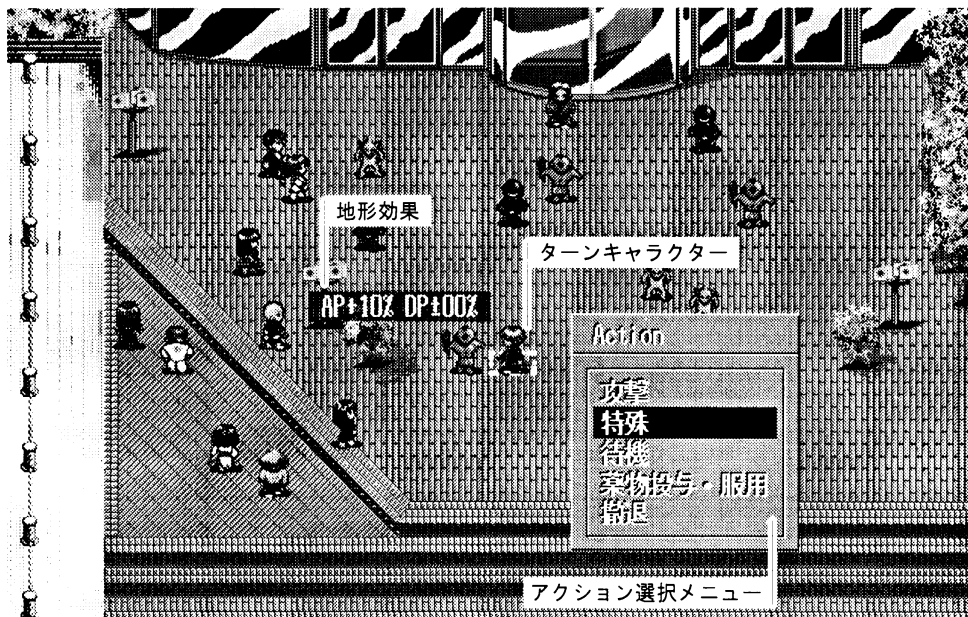 地形効果
ターンキャラクター
AP+10% DP±00%
Action
攻撃
特殊
待機
薬物投与・服用
撤退
アクション選択メニュー